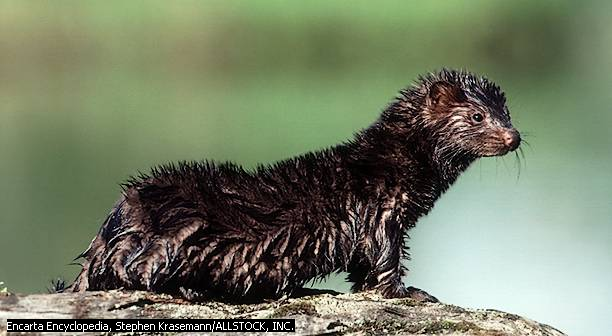 Encarta Encyclopedia, Stephen Krasemann/ALLSTOCK, INC.